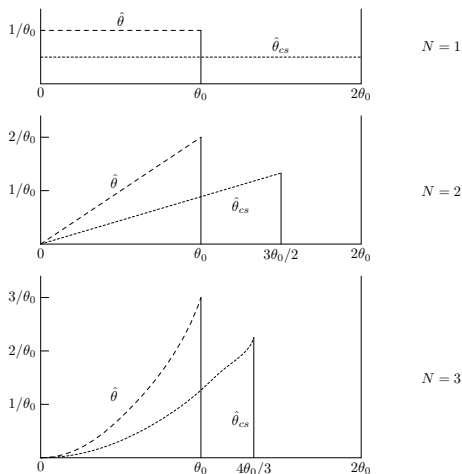 1/θ₀
θ̂
θ̂cs
N = 1
0
θ₀
2θ₀
2/θ₀
1/θ₀
θ̂
θ̂cs
N = 2
0
θ₀
3θ₀/2
2θ₀
3/θ₀
2/θ₀
1/θ₀
θ̂
θ̂cs
N = 3
0
θ₀
4θ₀/3
2θ₀